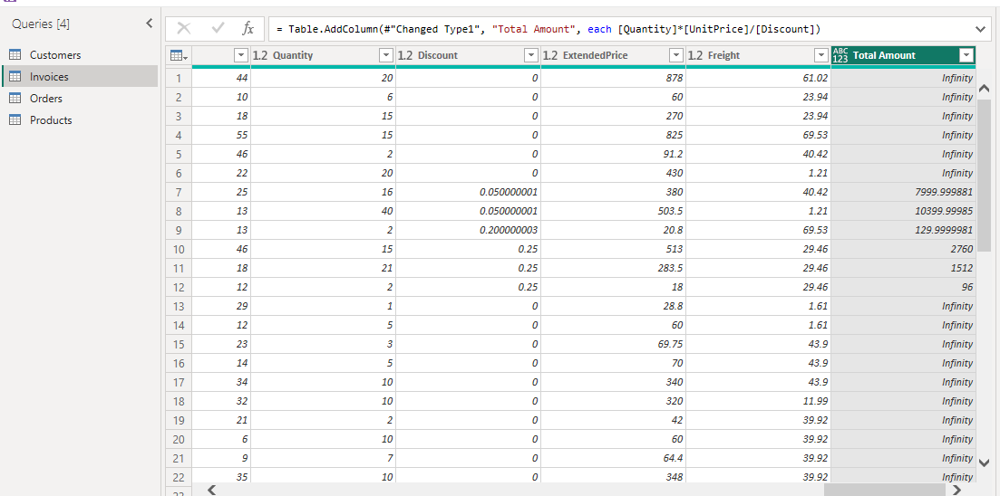 Queries [4]
Customers
Invoices
Orders
Products
fx
= Table.AddColumn(#"Changed Type1", "Total Amount", each [Quantity]*[UnitPrice]/[Discount])
1.2 Quantity 1.2 Discount 1.2 ExtendedPrice 1.2 Freight ABC 123 Total Amount
1 44 20 0 878 61.02 Infinity
2 10 6 0 60 23.94 Infinity
3 18 15 0 270 23.94 Infinity
4 55 15 0 825 69.53 Infinity
5 46 2 0 91.2 40.42 Infinity
6 22 20 0 430 1.21 Infinity
7 25 16 0.050000001 380 40.42 7999.999881
8 13 40 0.050000001 503.5 1.21 10399.99985
9 13 2 0.200000003 20.8 69.53 129.9999981
10 46 15 0.25 513 29.46 2760
11 18 21 0.25 283.5 29.46 1512
12 12 2 0.25 18 29.46 96
13 29 1 0 28.8 1.61 Infinity
14 12 5 0 60 1.61 Infinity
15 23 3 0 69.75 43.9 Infinity
16 14 5 0 70 43.9 Infinity
17 34 10 0 340 43.9 Infinity
18 32 10 0 320 11.99 Infinity
19 21 2 0 42 39.92 Infinity
20 6 10 0 60 39.92 Infinity
21 9 7 0 64.4 39.92 Infinity
22 35 10 0 348 39.92 Infinity